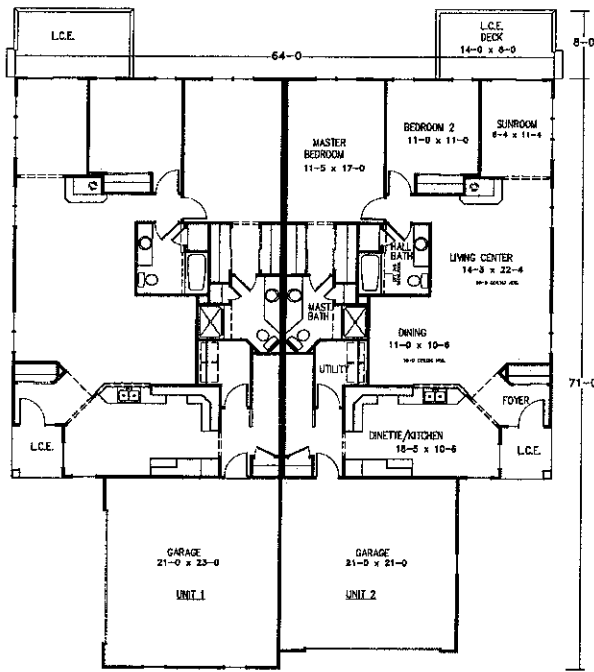 L.C.E.
L.C.E.
DECK
14-0 x 8-0
8-0
64-0
MASTER
BEDROOM
11-5 x 17-0
BEDROOM 2
11-0 x 11-0
SUNROOM
8-4 x 11-4
HALL
BATH
LIVING CENTER
14-3 x 22-4
MAST.
BATH
DINING
11-0 x 10-6
UTILITY
71-0
FOYER
L.C.E.
DINETTE/KITCHEN
18-5 x 10-6
L.C.E.
GARAGE
21-0 x 23-0
UNIT 1
GARAGE
21-0 x 21-0
UNIT 2